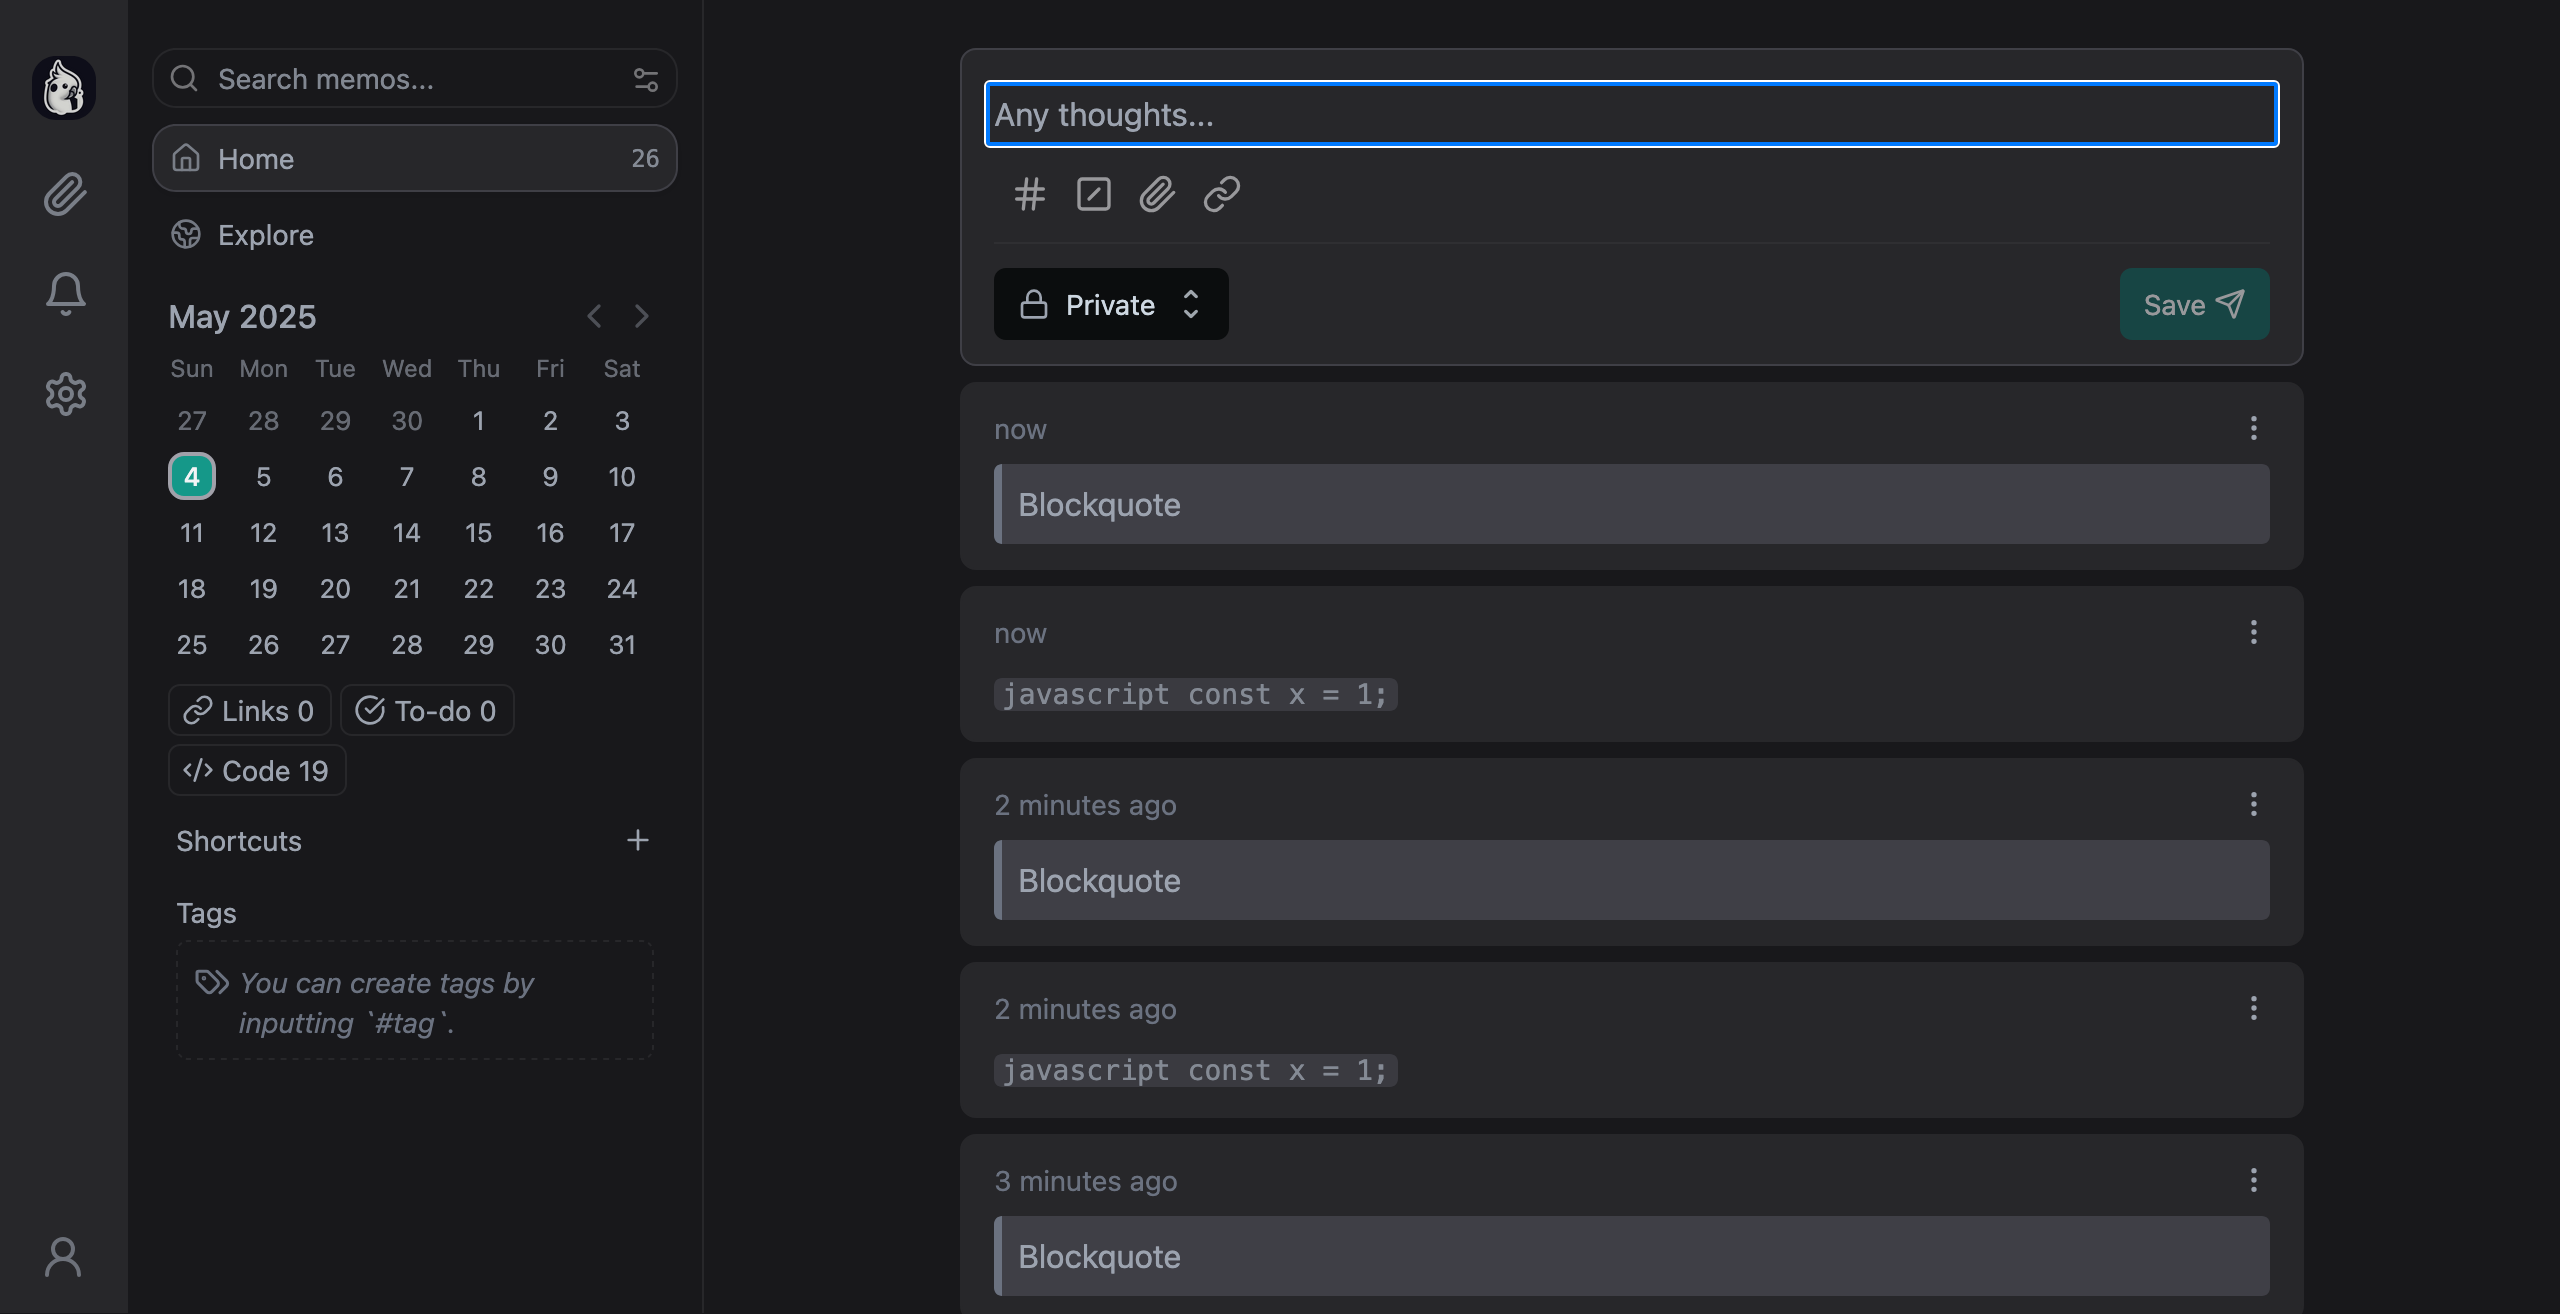 Search memos...
Home 26
Explore
May 2025
Sun Mon Tue Wed Thu Fri Sat
27 28 29 30 1 2 3
4 5 6 7 8 9 10
11 12 13 14 15 16 17
18 19 20 21 22 23 24
25 26 27 28 29 30 31
Links 0 To-do 0
</> Code 19
Shortcuts
Tags
You can create tags by
inputting `#tag`.
Any thoughts...
Private Save
now
Blockquote
now
javascript const x = 1;
2 minutes ago
Blockquote
2 minutes ago
javascript const x = 1;
3 minutes ago
Blockquote